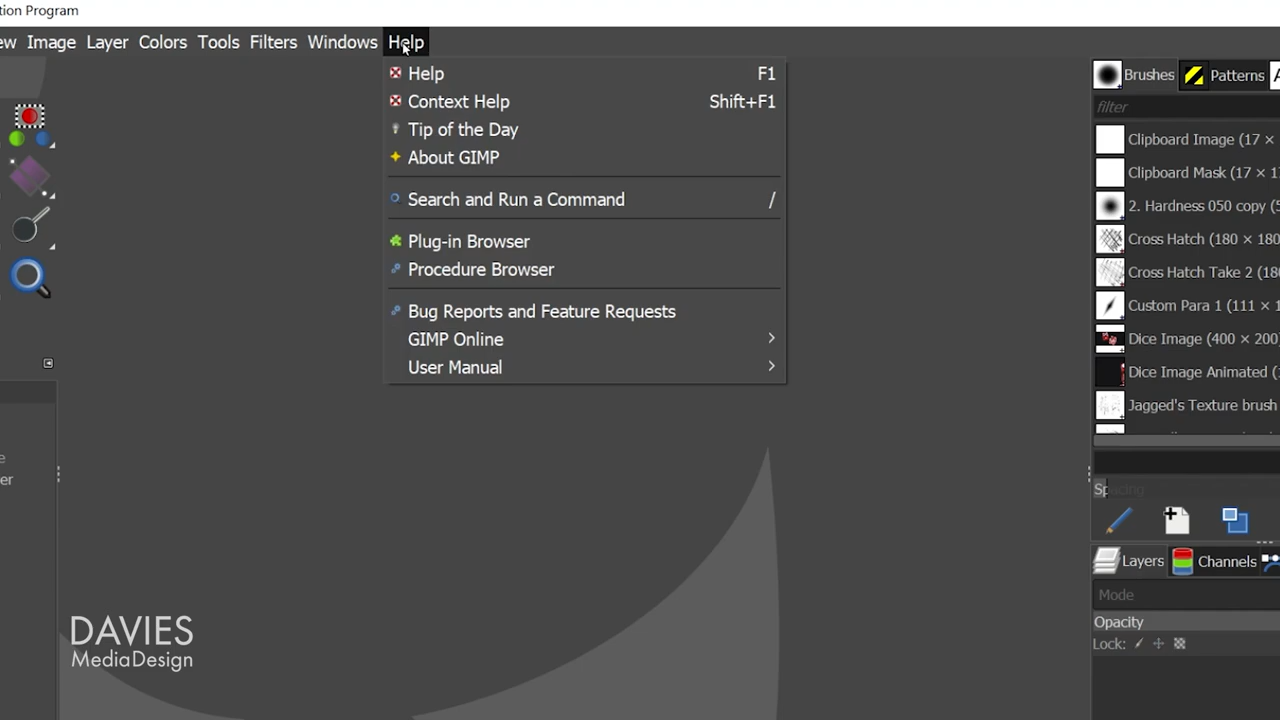 tion Program
ew Image Layer Colors Tools Filters Windows Help
Help F1
Context Help Shift+F1
Tip of the Day
About GIMP
Search and Run a Command /
Plug-in Browser
Procedure Browser
Bug Reports and Feature Requests
GIMP Online
User Manual
Brushes Patterns
filter
Clipboard Image (17 ×
Clipboard Mask (17 × 1
2. Hardness 050 copy (5
Cross Hatch (180 × 180
Cross Hatch Take 2 (18
Custom Para 1 (111 × 1
Dice Image (400 × 200)
Dice Image Animated (
Jagged's Texture brush
Spacing
Layers Channels
Mode
Opacity
Lock:
e
er
DAVIES
MediaDesign